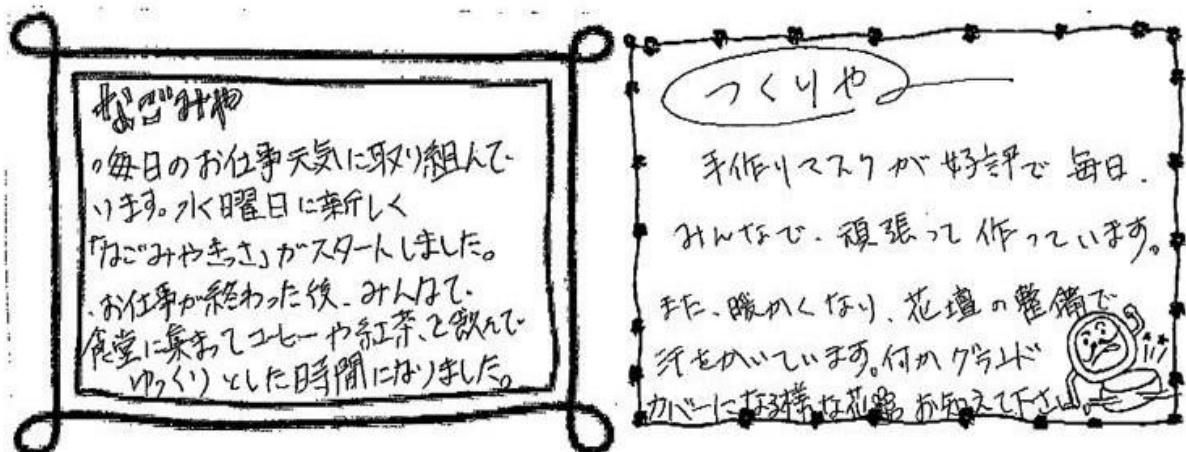 なごみや
。毎日のお仕事元気に取り組んで
います。水曜日に新しく
「なごみやきっさ」がスタートしました。
、お仕事が終わった後、みんなで、
食堂に集まってコーヒーや紅茶、を飲んで
ゆっくりとした時間になりました。
つくりや
手作りマスクが好評で毎日、
みんなで、頑張って作っています。
また、暖かくなり、花壇の整備で
汗をかいています。何かグランド
カバーになる様な花 お知えて下さい。